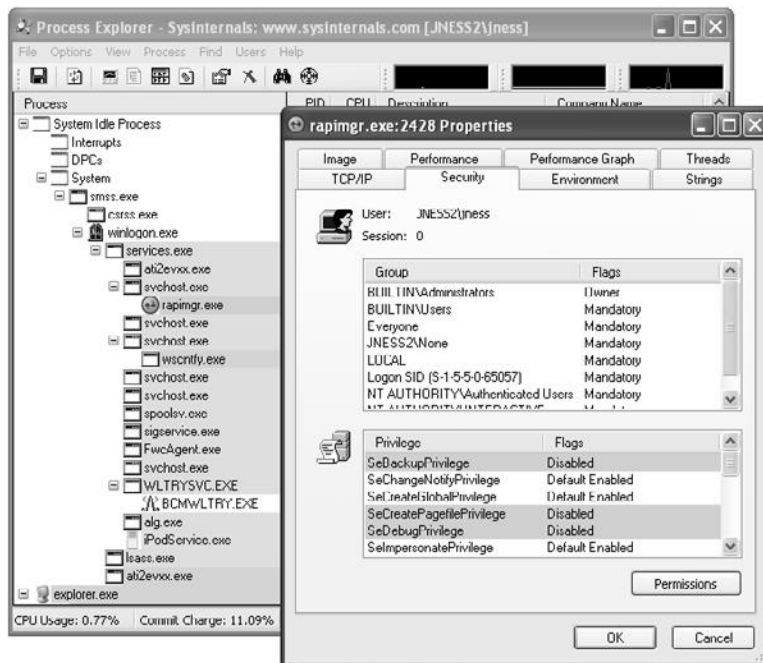 Process Explorer - Sysinternals: www.sysinternals.com [JNESS2\jness]
File Options View Process Find Users Help
Process
PID CPU Description Company Name
System Idle Process
Interrupts
DPCs
System
smss.exe
csrss.exe
winlogon.exe
services.exe
ati2evxx.exe
svchost.exe
rapimgr.exe
svchost.exe
svchost.exe
wscntfy.exe
svchost.exe
svchost.exe
spoolsv.exe
sigservice.exe
FwcAgent.exe
svchost.exe
WLTRYSVC.EXE
BCMWLTRY.EXE
alg.exe
iPodService.exe
lsass.exe
ati2evxx.exe
explorer.exe
CPU Usage: 0.77% Commit Charge: 11.09%
rapimgr.exe:2428 Properties
Image Performance Performance Graph Threads
TCP/IP Security Environment Strings
User: JNESS2\jness
Session: 0
Group Flags
BUILTIN\Administrators Owner
BUILTIN\Users Mandatory
Everyone Mandatory
JNESS2\None Mandatory
LOCAL Mandatory
Logon SID (S-1-5-5-0-65057) Mandatory
NT AUTHORITY\Authenticated Users Mandatory
NT AUTHORITY\INTERACTIVE Mandatory
Privilege Flags
SeBackupPrivilege Disabled
SeChangeNotifyPrivilege Default Enabled
SeCreateGlobalPrivilege Default Enabled
SeCreatePagefilePrivilege Disabled
SeDebugPrivilege Disabled
SeImpersonatePrivilege Default Enabled
Permissions
OK Cancel